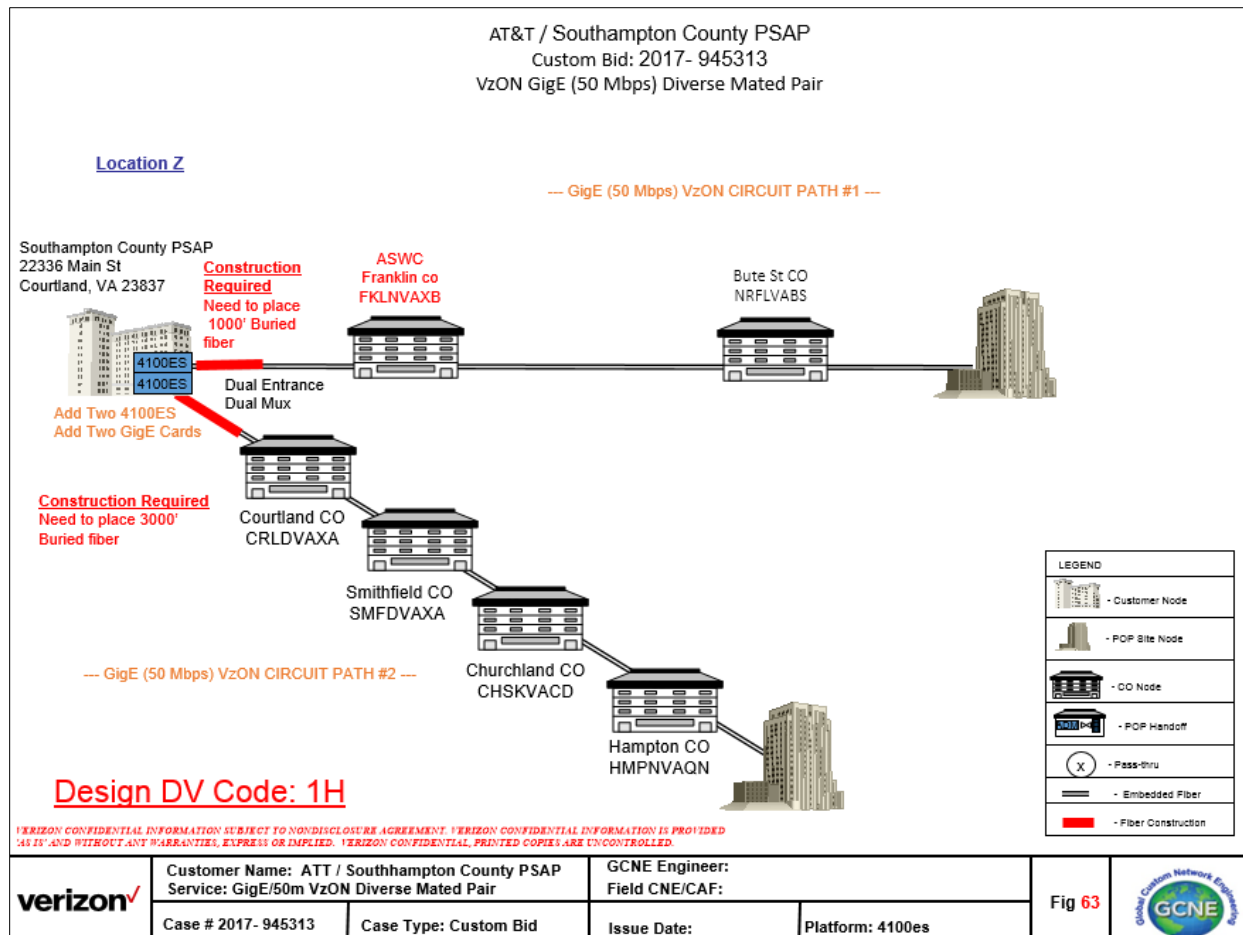 AT&T / Southampton County PSAP
Custom Bid: 2017- 945313
VzON GigE (50 Mbps) Diverse Mated Pair
Location Z
--- GigE (50 Mbps) VzON CIRCUIT PATH #1 ---
Southampton County PSAP
22336 Main St
Courtland, VA 23837
Construction
Required
Need to place
1000' Buried
fiber
ASWC
Franklin co
FKLNVAXB
Bute St CO
NRFLVABS
4100ES
4100ES
Dual Entrance
Dual Mux
Add Two 4100ES
Add Two GigE Cards
Construction Required
Need to place 3000'
Buried fiber
Courtland CO
CRLDVAXA
Smithfield CO
SMFDVAXA
Churchland CO
CHSKVACD
Hampton CO
HMPNVAQN
--- GigE (50 Mbps) VzON CIRCUIT PATH #2 ---
LEGEND
- Customer Node
- POP Site Node
- CO Node
- POP Handoff
X
- Pass-thru
- Embedded Fiber
- Fiber Construction
Design DV Code: 1H
VERIZON CONFIDENTIAL INFORMATION SUBJECT TO NONDISCLOSURE AGREEMENT. VERIZON CONFIDENTIAL INFORMATION IS PROVIDED
'AS IS' AND WITHOUT ANY WARRANTIES, EXPRESS OR IMPLIED. VERIZON CONFIDENTIAL, PRINTED COPIES ARE UNCONTROLLED.
verizon
Customer Name: ATT / Southhampton County PSAP
Service: GigE/50m VzON Diverse Mated Pair
GCNE Engineer:
Field CNE/CAF:
Case # 2017- 945313
Case Type: Custom Bid
Issue Date:
Platform: 4100es
Fig 63
Global Custom Network Engineering
GCNE